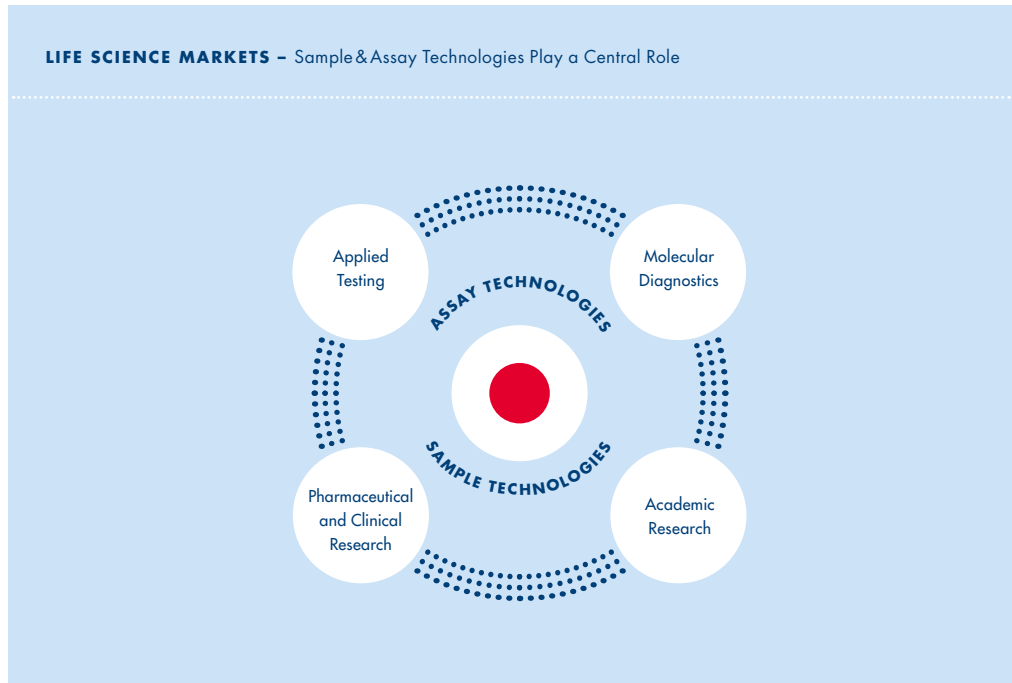 LIFE SCIENCE MARKETS – Sample & Assay Technologies Play a Central Role
Applied
Testing
Molecular
Diagnostics
ASSAY TECHNOLOGIES
SAMPLE TECHNOLOGIES
Pharmaceutical
and Clinical
Research
Academic
Research